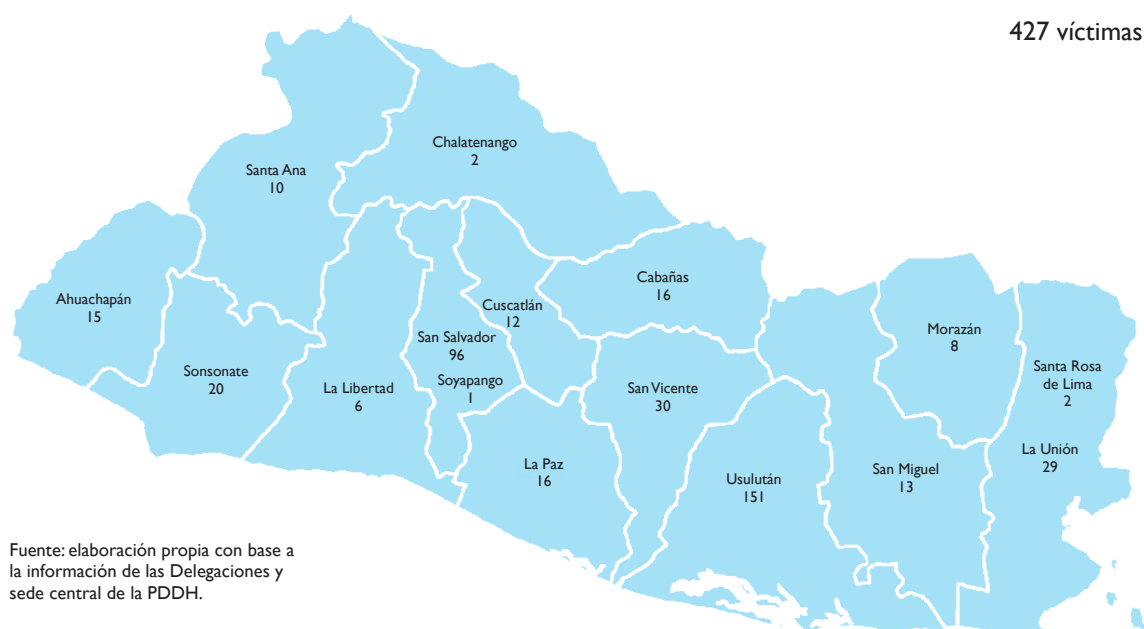 427 víctimas
Chalatenango
2
Santa Ana
10
Cabañas
16
Ahuachapán
15
Cuscatlán
12
San Salvador
96
Morazán
8
Sonsonate
20
La Libertad
6
Soyapango
1
San Vicente
30
Santa Rosa
de Lima
2
La Paz
16
Usulután
151
San Miguel
13
La Unión
29
Fuente: elaboración propia con base a
la información de las Delegaciones y
sede central de la PDDH.